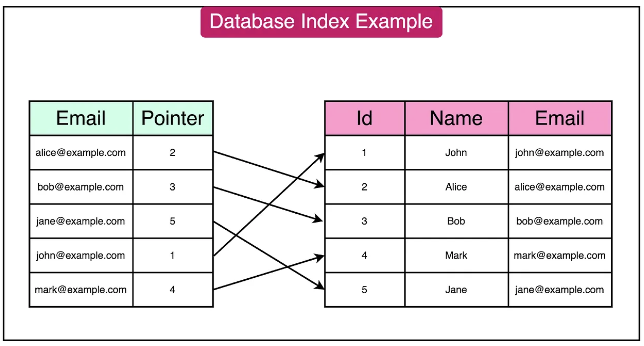 Database Index Example
Email Pointer
alice@example.com 2
bob@example.com 3
jane@example.com 5
john@example.com 1
mark@example.com 4
Id Name Email
1 John john@example.com
2 Alice alice@example.com
3 Bob bob@example.com
4 Mark mark@example.com
5 Jane jane@example.com